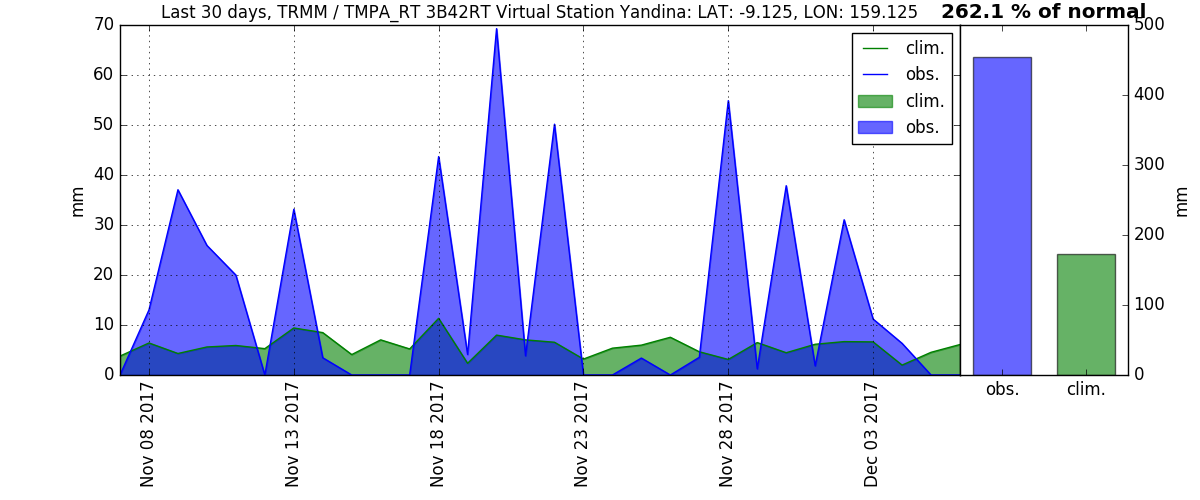 Last 30 days, TRMM / TMPA_RT 3B42RT Virtual Station Yandina: LAT: -9.125, LON: 159.125
262.1 % of normal
70
60
50
40
30
20
10
0
mm
clim.
obs.
clim.
obs.
500
400
300
200
100
0
mm
Nov 08 2017
Nov 13 2017
Nov 18 2017
Nov 23 2017
Nov 28 2017
Dec 03 2017
obs.
clim.